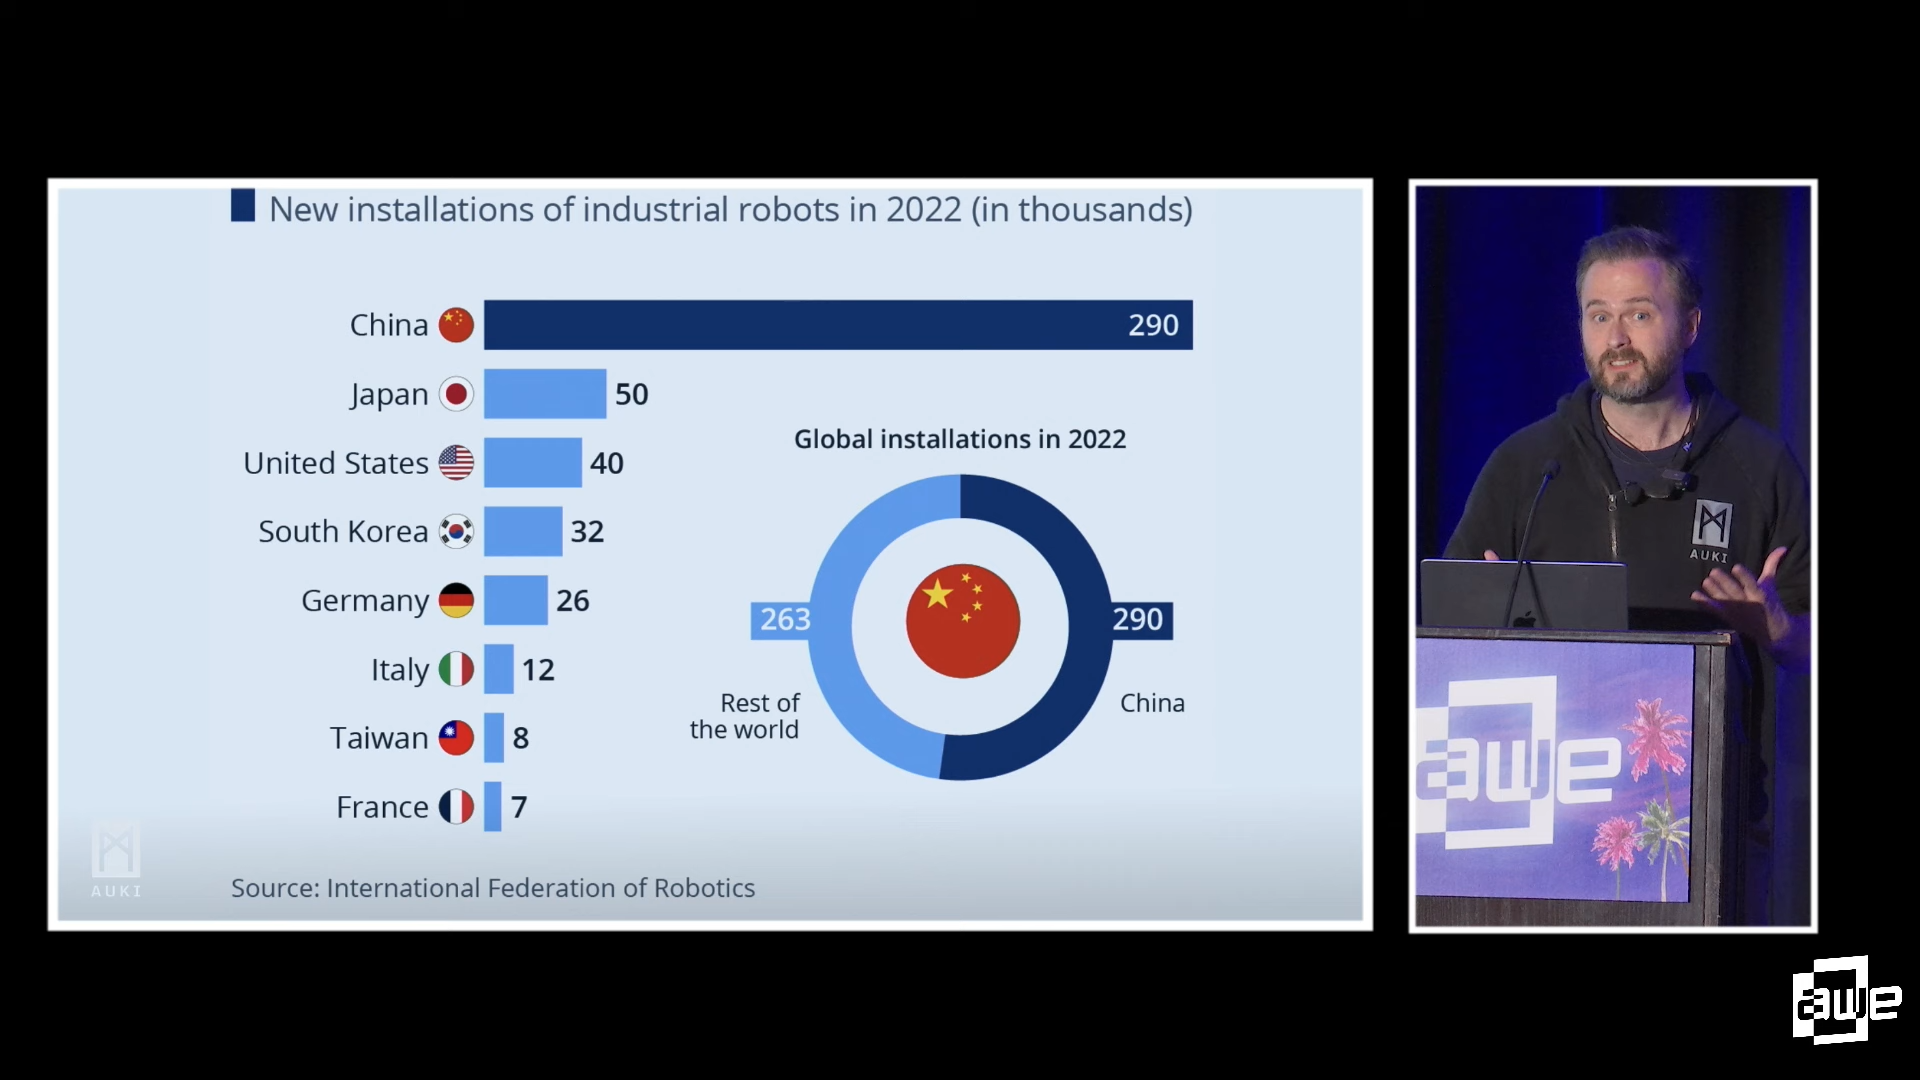 New installations of industrial robots in 2022 (in thousands)
China 290
Japan 50
United States 40
South Korea 32
Germany 26
Italy 12
Taiwan 8
France 7
Global installations in 2022
263
290
Rest of
the world
China
AUKI
Source: International Federation of Robotics
AUKI
awe
awe